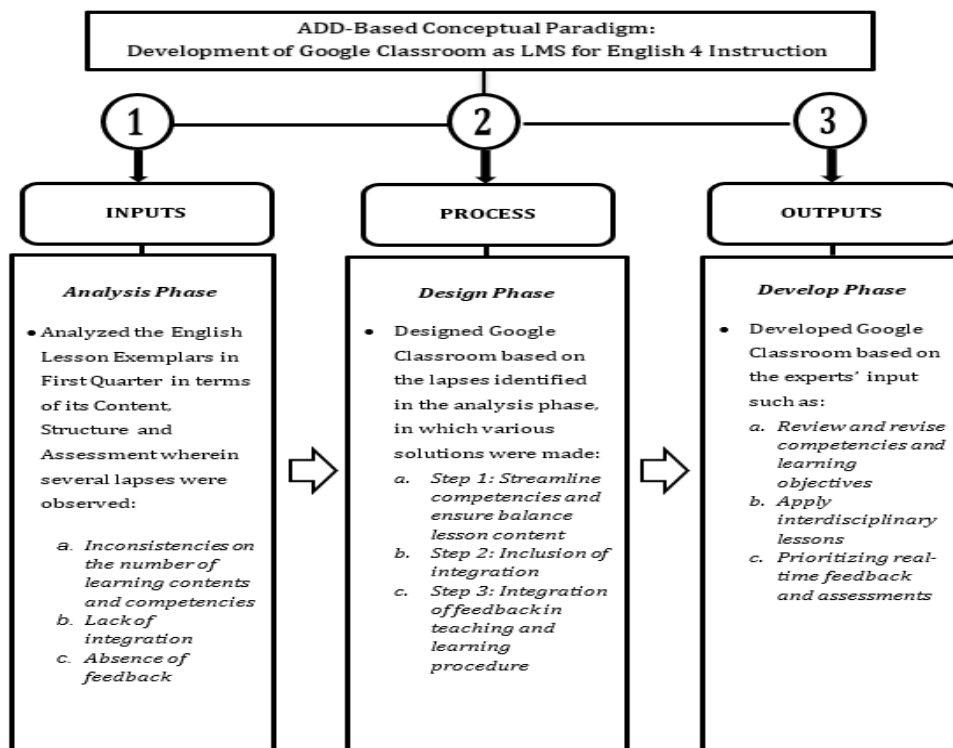 ADD-Based Conceptual Paradigm:
Development of Google Classroom as LMS for English 4 Instruction
1
2
3
INPUTS
PROCESS
OUTPUTS
Analysis Phase
• Analyzed the English
Lesson Exemplars in
First Quarter in terms
of its Content,
Structure and
Assessment wherein
several lapses were
observed:
a. Inconsistencies on
the number of
learning contents
and competencies
b. Lack of
integration
c. Absence of
feedback
Design Phase
• Designed Google
Classroom based on
the lapses identified
in the analysis phase,
in which various
solutions were made:
a. Step 1: Streamline
competencies and
ensure balance
lesson content
b. Step 2: Inclusion of
integration
c. Step 3: Integration
of feedback in
teaching and
learning
procedure
Develop Phase
• Developed Google
Classroom based on
the experts' input
such as:
a. Review and revise
competencies and
learning
objectives
b. Apply
interdisciplinary
lessons
c. Prioritizing real-
time feedback
and assessments